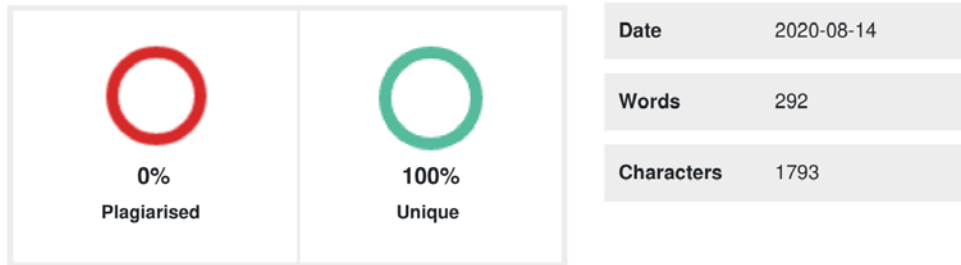 0%
Plagiarised
100%
Unique
Date 2020-08-14
Words 292
Characters 1793